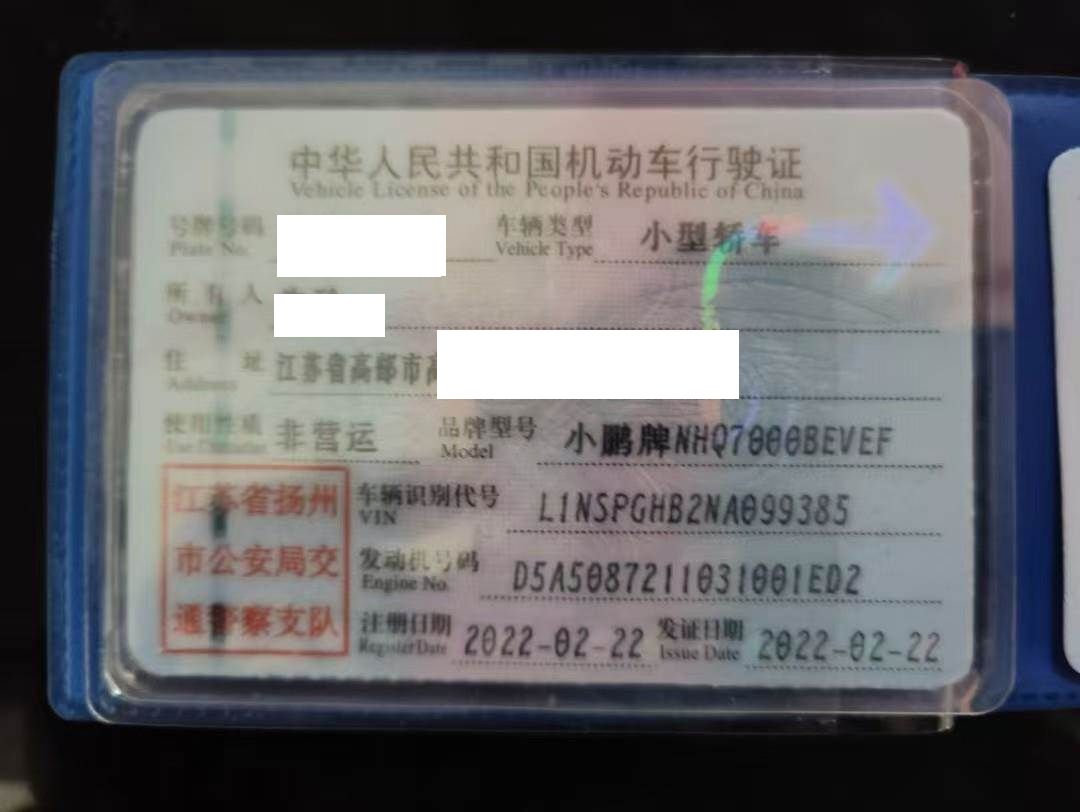 中华人民共和国机动车行驶证
Vehicle License of the People's Republic of China
号牌号码 车辆类型 小型轿车
Plate No. Vehicle Type
所有人
Owner
住址 江苏省高邮市
Address
使用性质 非营运 品牌型号 小鹏牌NHQ7000BEVEF
Use Character Model
江苏省扬州 车辆识别代号 L1NSPGHB2NA099385
VIN
市公安局交 发动机号码 D5A5087211031001ED2
Engine No.
通警察支队 注册日期 2022-02-22 发证日期 2022-02-22
Register Date Issue Date